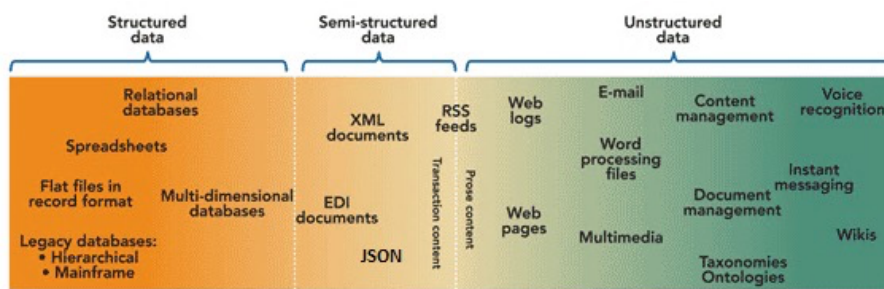 Structured
data
Semi-structured
data
Unstructured
data
Relational
databases
Spreadsheets
Flat files in
record format
Multi-dimensional
databases
Legacy databases:
• Hierarchical
• Mainframe
XML
documents
EDI
documents
JSON
RSS
feeds
Transaction content
Prose content
Web
logs
Web
pages
E-mail
Word
processing
files
Multimedia
Content
management
Document
management
Taxonomies
Ontologies
Voice
recognition
Instant
messaging
Wikis